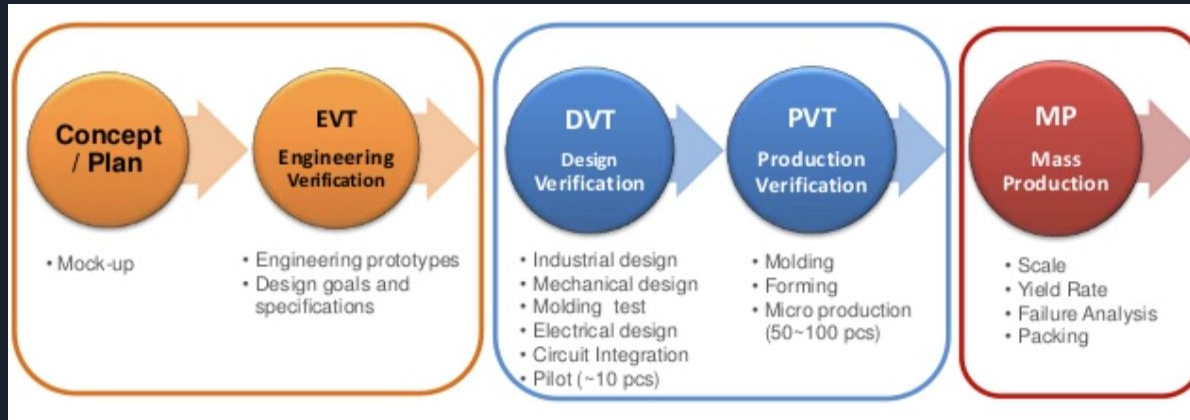 Concept
/ Plan
• Mock-up
EVT
Engineering
Verification
• Engineering prototypes
• Design goals and
specifications
DVT
Design
Verification
• Industrial design
• Mechanical design
• Molding test
• Electrical design
• Circuit Integration
• Pilot (~10 pcs)
PVT
Production
Verification
• Molding
• Forming
• Micro production
(50~100 pcs)
MP
Mass
Production
• Scale
• Yield Rate
• Failure Analysis
• Packing